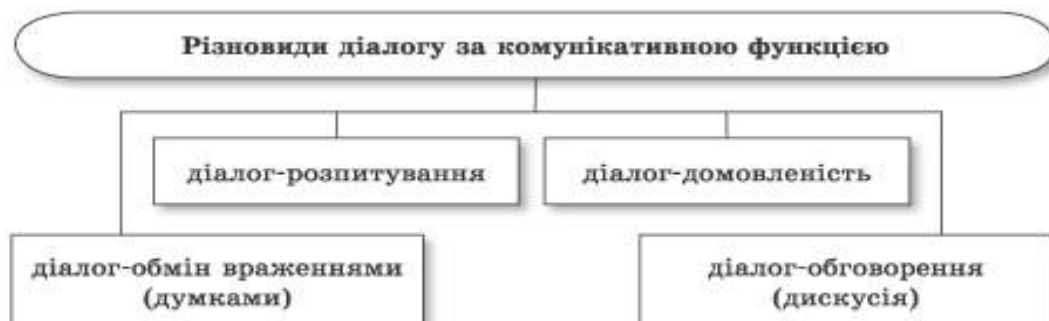 Різновиди діалогу за комунікативною функцією
діалог-розпитування
діалог-домовленість
діалог-обмін враженнями
(думками)
діалог-обговорення
(дискусія)